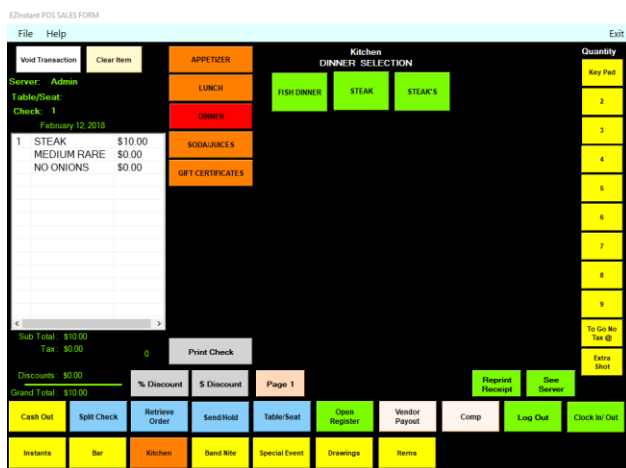 EZInstant POS SALES FORM
File Help Exit
Void Transaction
Clear Item
Server: Admin
Table/Seat:
Check: 1
February 12, 2018
1 STEAK $10.00
MEDIUM RARE $0.00
NO ONIONS $0.00
Sub Total: $10.00
Tax: $0.00
0
Discounts: $0.00
Grand Total: $10.00
APPETIZER
LUNCH
DINNER
SODA/JUICES
GIFT CERTIFICATES
Print Check
Kitchen
DINNER SELECTION
FISH DINNER
STEAK
STEAK'S
Quantity
Key Pad
2
3
4
5
6
7
8
9
To Go No
Tax @
Extra
Shot
% Discount
$ Discount
Page 1
Reprint
Receipt
See
Server
Cash Out
Split Check
Retrieve
Order
Send/Hold
Table/Seat
Open
Register
Vendor
Payout
Comp
Log Out
Clock In/ Out
Instants
Bar
Kitchen
Band Nite
Special Event
Drawings
Items